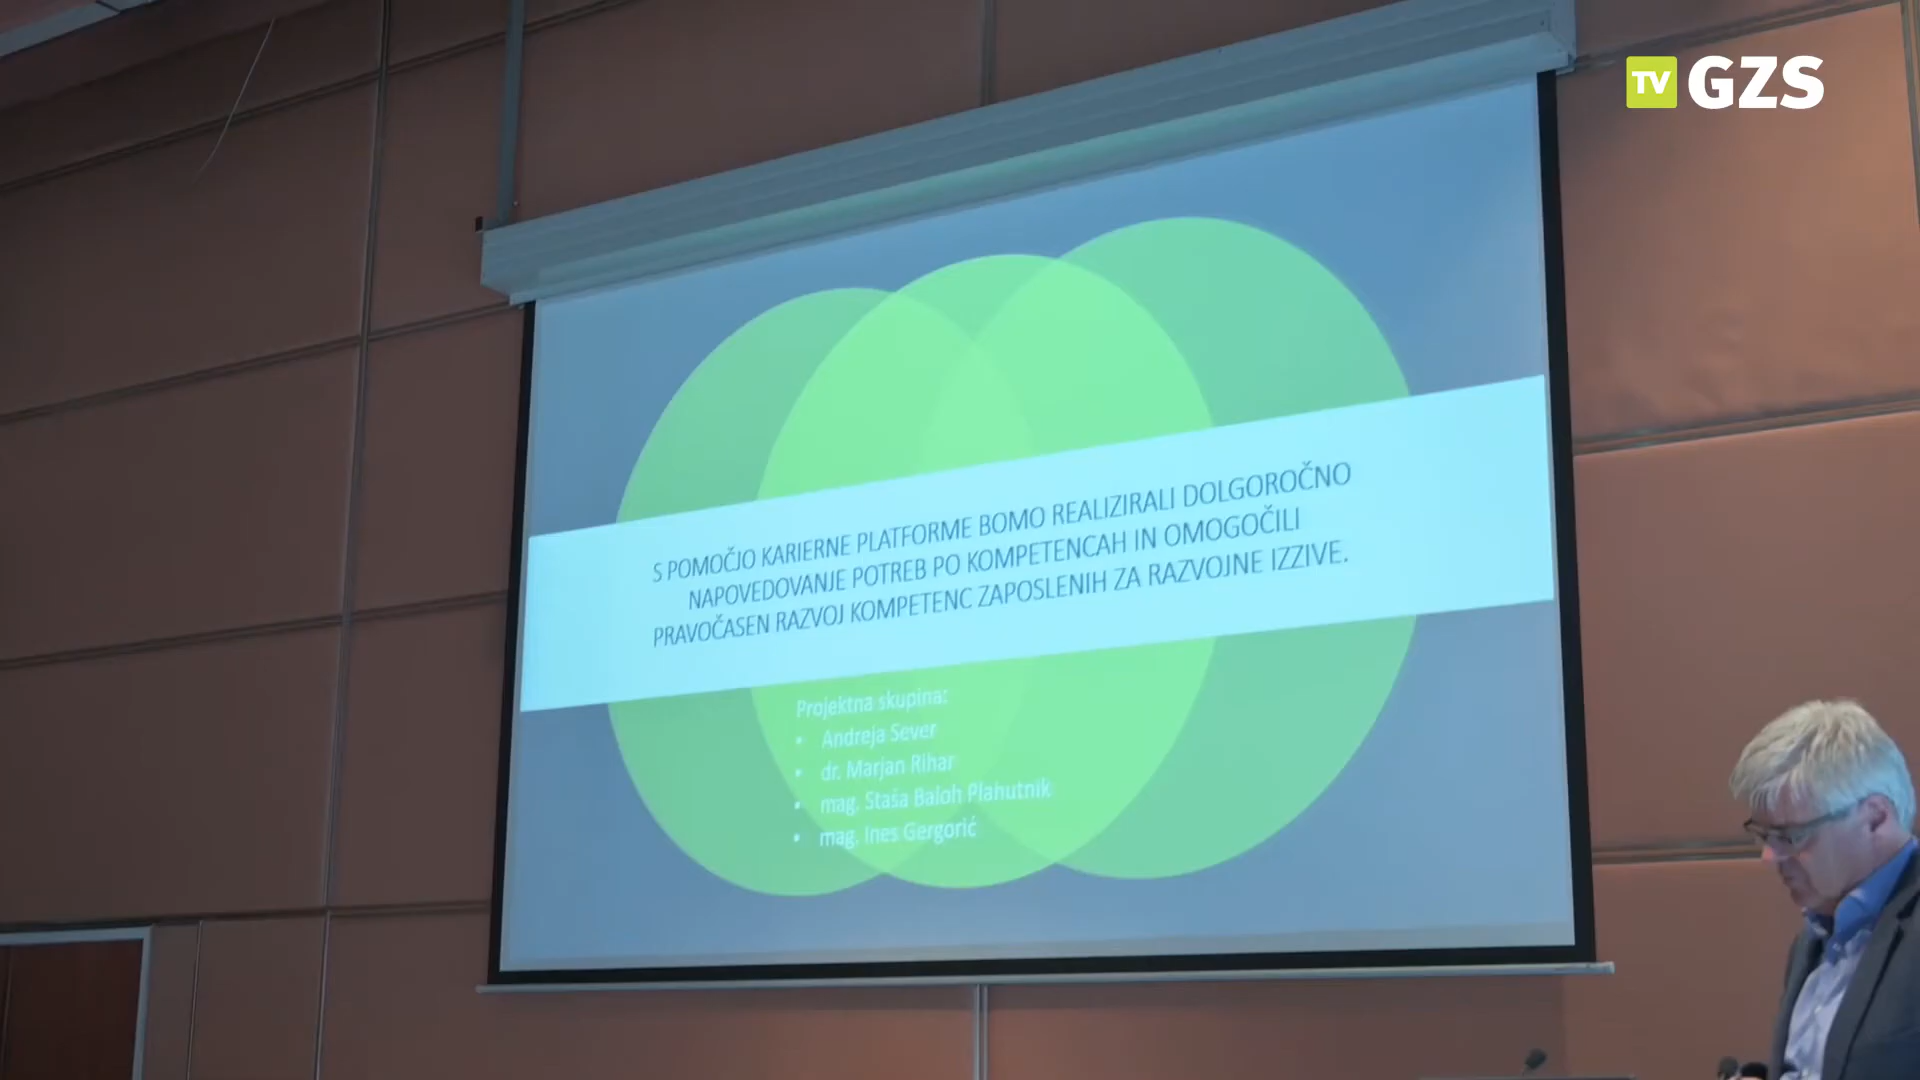 TV GZS
S POMOČJO KARIERNE PLATFORME BOMO REALIZIRALI DOLGOROČNO
NAPOVEDOVANJE POTREB PO KOMPETENCAH IN OMOGOČILI
PRAVOČASEN RAZVOJ KOMPETENC ZAPOSLENIH ZA RAZVOJNE IZZIVE.
Projektna skupina:
• Andreja Sever
• dr. Marjan Rihar
• mag. Staša Baloh Plahutnik
• mag. Ines Gergorić